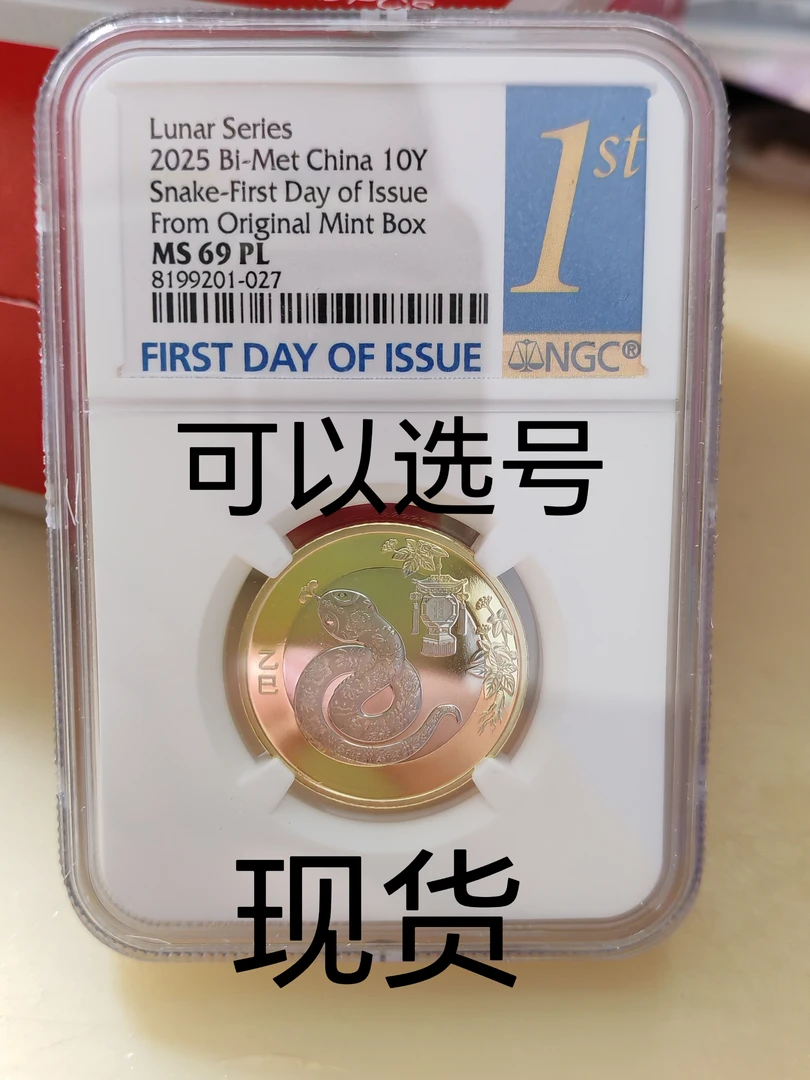 Lunar Series
2025 Bi-Met China 10Y
Snake-First Day of Issue
From Original Mint Box
MS 69 PL
8199201-027
FIRST DAY OF ISSUE
1st
NGC®
可以选号
乙巳
现货